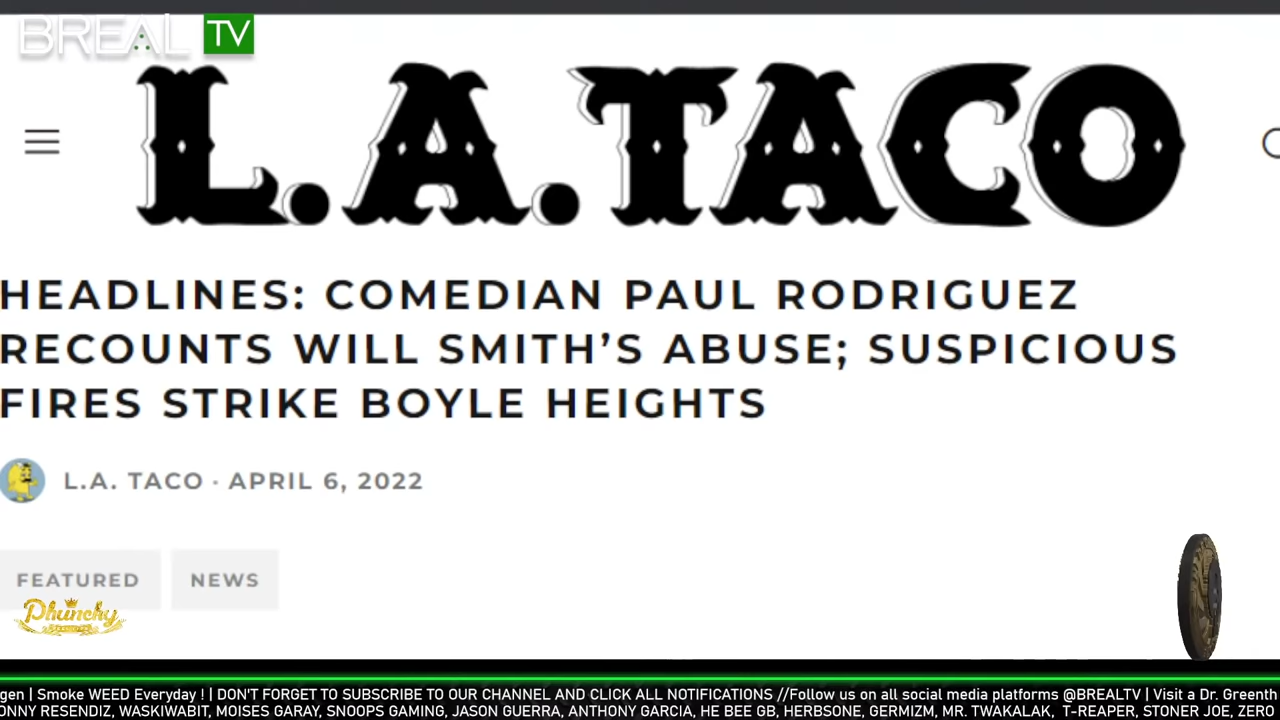 BREAL TV
L.A.TACO
HEADLINES: COMEDIAN PAUL RODRIGUEZ
RECOUNTS WILL SMITH’S ABUSE; SUSPICIOUS
FIRES STRIKE BOYLE HEIGHTS
L.A. TACO · APRIL 6, 2022
FEATURED NEWS
Phunchy
gen | Smoke WEED Everyday ! | DON'T FORGET TO SUBSCRIBE TO OUR CHANNEL AND CLICK ALL NOTIFICATIONS //Follow us on all social media platforms @BREALTV | Visit a Dr. Greenth
ONNY RESENDIZ, WASKIWABIT, MOISES GARAY, SNOOPS GAMING, JASON GUERRA, ANTHONY GARCIA, HE BEE GB, HERBSONE, GERMIZM, MR. TWAKALAK, T-REAPER, STONER JOE, ZERO